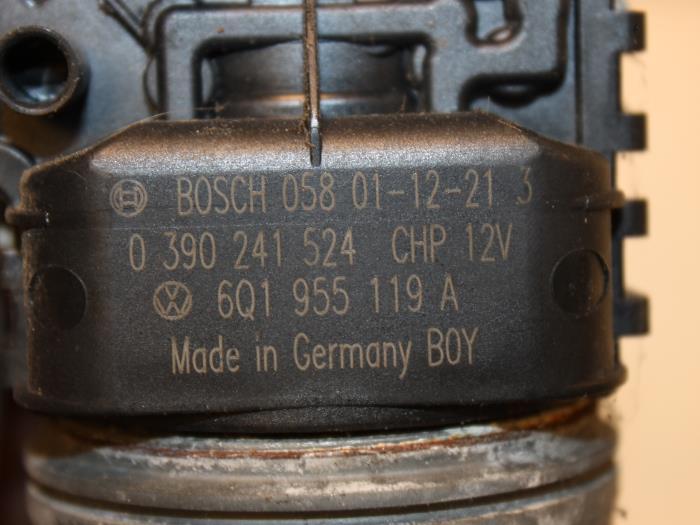 BOSCH 058 01-12-21 3
0 390 241 524 CHP 12V
6Q1 955 119 A
Made in Germany BOY